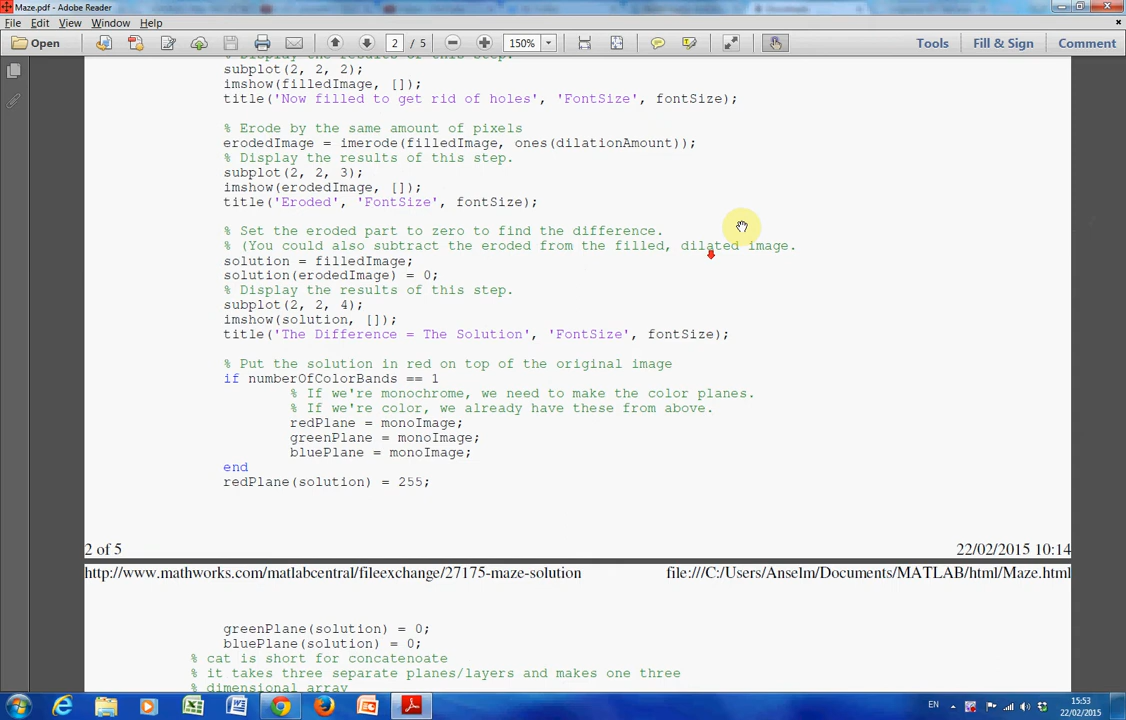 Maze.pdf - Adobe Reader
File Edit View Window Help
Open 2 / 5 150% Tools Fill & Sign Comment
% Display the results of this step.
subplot(2, 2, 2);
imshow(filledImage, []);
title('Now filled to get rid of holes', 'FontSize', fontSize);
% Erode by the same amount of pixels
erodedImage = imerode(filledImage, ones(dilationAmount));
% Display the results of this step.
subplot(2, 2, 3);
imshow(erodedImage, []);
title('Eroded', 'FontSize', fontSize);
% Set the eroded part to zero to find the difference.
% (You could also subtract the eroded from the filled, dilated image.
solution = filledImage;
solution(erodedImage) = 0;
% Display the results of this step.
subplot(2, 2, 4);
imshow(solution, []);
title('The Difference = The Solution', 'FontSize', fontSize);
% Put the solution in red on top of the original image
if numberOfColorBands == 1
% If we're monochrome, we need to make the color planes.
% If we're color, we already have these from above.
redPlane = monoImage;
greenPlane = monoImage;
bluePlane = monoImage;
end
redPlane(solution) = 255;
2 of 5 22/02/2015 10:14
http://www.mathworks.com/matlabcentral/fileexchange/27175-maze-solution file:///C:/Users/Anselm/Documents/MATLAB/html/Maze.html
greenPlane(solution) = 0;
bluePlane(solution) = 0;
% cat is short for concatenoate
% it takes three separate planes/layers and makes one three
% dimensional array
EN 15:53
22/02/2015